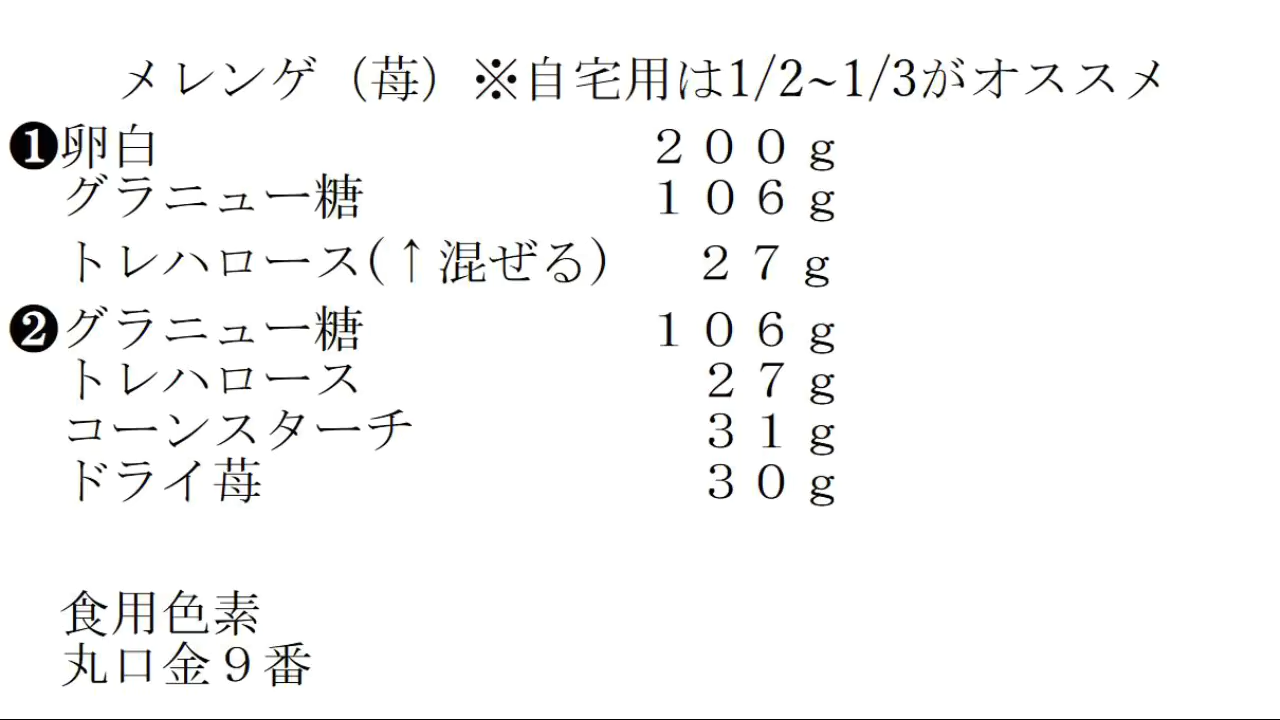 メレンゲ（苺）※自宅用は1/2~1/3がオススメ
❶卵白 ２００ｇ
グラニュー糖 １０６ｇ
トレハロース(↑混ぜる) ２７ｇ
❷グラニュー糖 １０６ｇ
トレハロース ２７ｇ
コーンスターチ ３１ｇ
ドライ苺 ３０ｇ
食用色素
丸口金９番